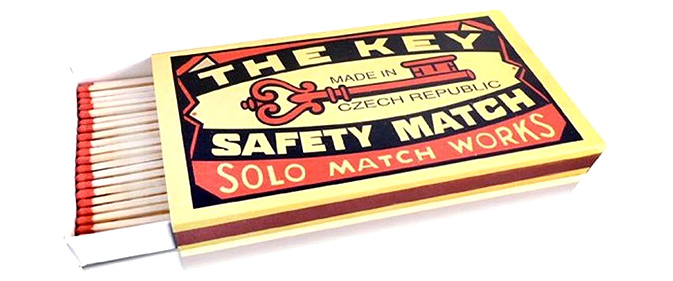 THE KEY
MADE IN
CZECH REPUBLIC
SAFETY MATCH
SOLO MATCH WORKS